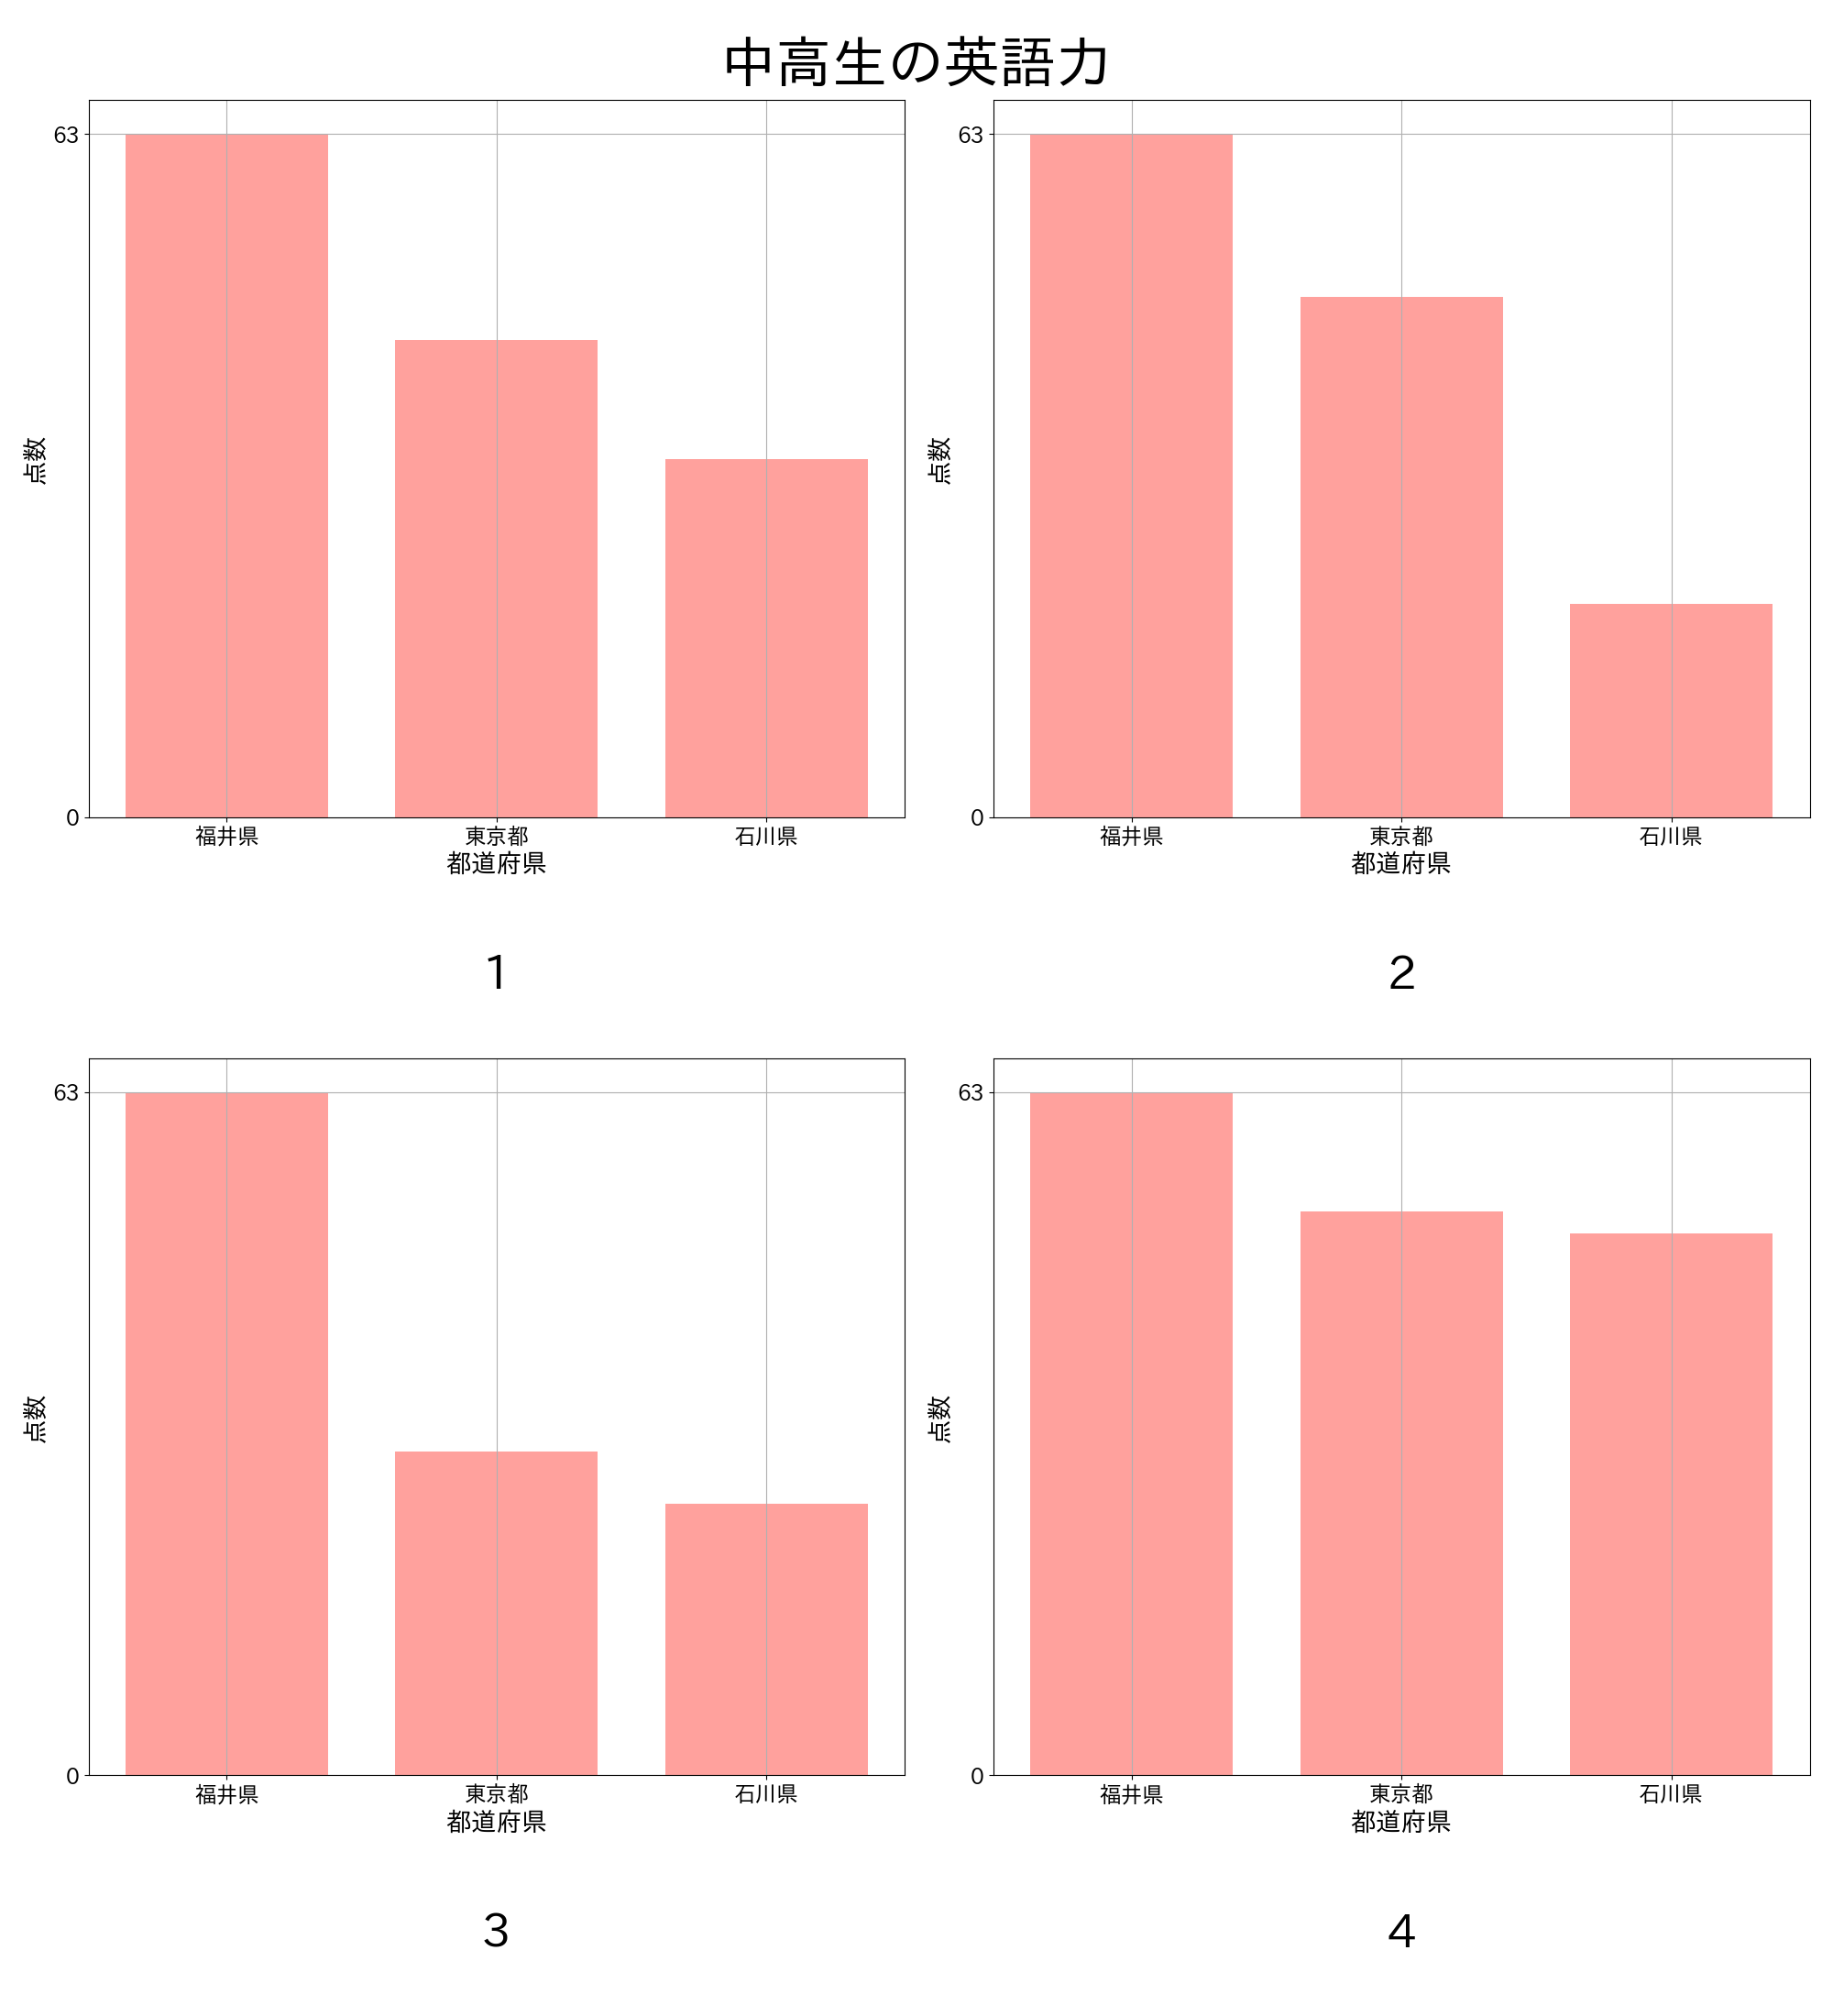 中高生の英語力
63
点数
0
福井県 東京都 石川県
都道府県
1
63
点数
0
福井県 東京都 石川県
都道府県
2
63
点数
0
福井県 東京都 石川県
都道府県
3
63
点数
0
福井県 東京都 石川県
都道府県
4